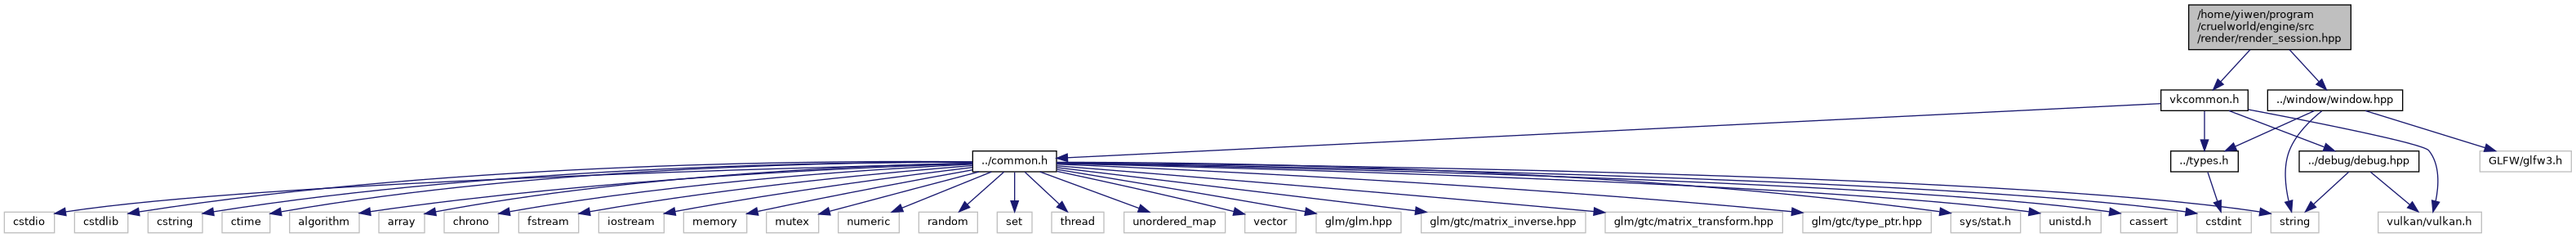 /home/yiwen/program
/cruelworld/engine/src
/render/render_session.hpp
vkcommon.h
../window/window.hpp
../common.h
../types.h
../debug/debug.hpp
GLFW/glfw3.h
cstdio
cstdlib
cstring
ctime
algorithm
array
chrono
fstream
iostream
memory
mutex
numeric
random
set
thread
unordered_map
vector
glm/glm.hpp
glm/gtc/matrix_inverse.hpp
glm/gtc/matrix_transform.hpp
glm/gtc/type_ptr.hpp
sys/stat.h
unistd.h
cassert
cstdint
string
vulkan/vulkan.h